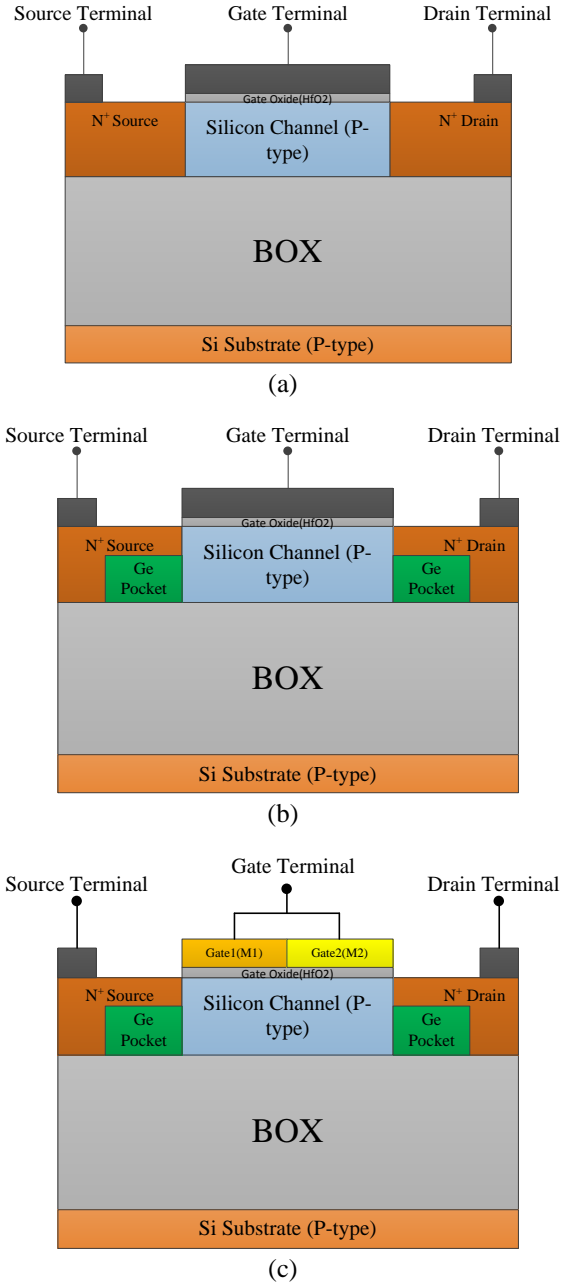 Source Terminal Gate Terminal Drain Terminal
Gate Oxide(HfO2)
N+ Source Silicon Channel (P- N+ Drain
type)
BOX
Si Substrate (P-type)
(a)
Source Terminal Gate Terminal Drain Terminal
Gate Oxide(HfO2)
N+ Source Silicon Channel (P- N+ Drain
type)
Ge Ge
Pocket Pocket
BOX
Si Substrate (P-type)
(b)
Gate Terminal
Source Terminal Drain Terminal
Gate1(M1) Gate2(M2)
Gate Oxide(HfO2)
N+ Source Silicon Channel (P- N+ Drain
type)
Ge Ge
Pocket Pocket
BOX
Si Substrate (P-type)
(c)